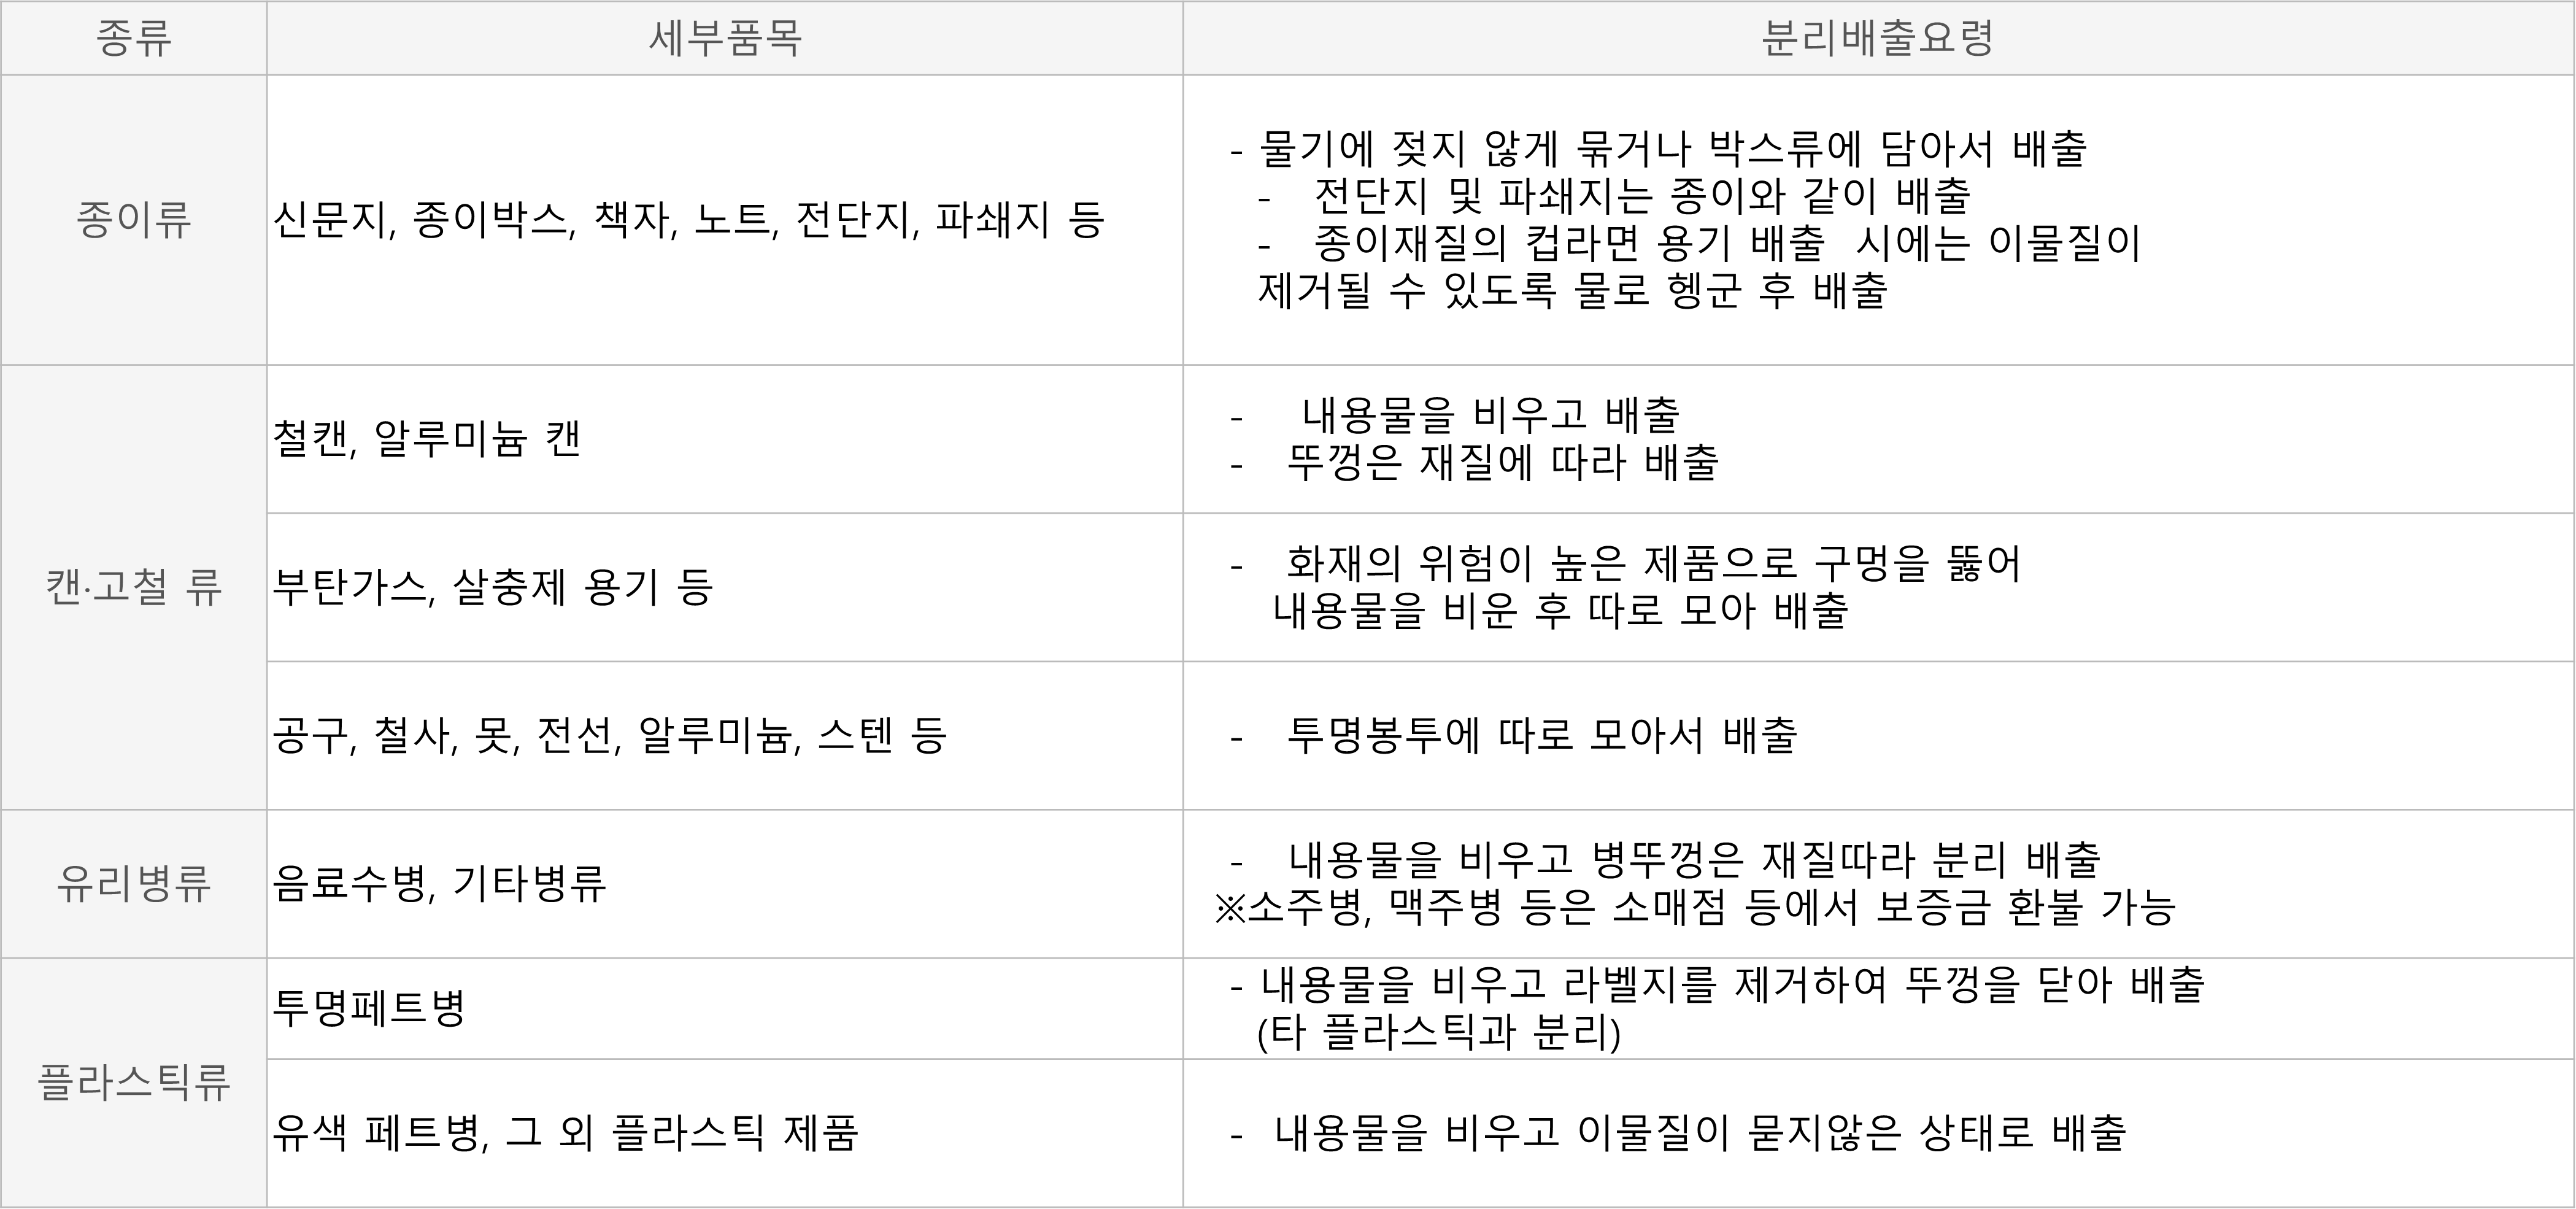 종류
세부품목
분리배출요령
종이류
신문지, 종이박스, 책자, 노트, 전단지, 파쇄지 등
- 물기에 젖지 않게 묶거나 박스류에 담아서 배출
- 전단지 및 파쇄지는 종이와 같이 배출
- 종이재질의 컵라면 용기 배출 시에는 이물질이
제거될 수 있도록 물로 헹군 후 배출
캔·고철 류
철캔, 알루미늄 캔
- 내용물을 비우고 배출
- 뚜껑은 재질에 따라 배출
부탄가스, 살충제 용기 등
- 화재의 위험이 높은 제품으로 구멍을 뚫어
내용물을 비운 후 따로 모아 배출
공구, 철사, 못, 전선, 알루미늄, 스텐 등
- 투명봉투에 따로 모아서 배출
유리병류
음료수병, 기타병류
- 내용물을 비우고 병뚜껑은 재질따라 분리 배출
※소주병, 맥주병 등은 소매점 등에서 보증금 환불 가능
플라스틱류
투명페트병
- 내용물을 비우고 라벨지를 제거하여 뚜껑을 닫아 배출
(타 플라스틱과 분리)
유색 페트병, 그 외 플라스틱 제품
- 내용물을 비우고 이물질이 묻지않은 상태로 배출